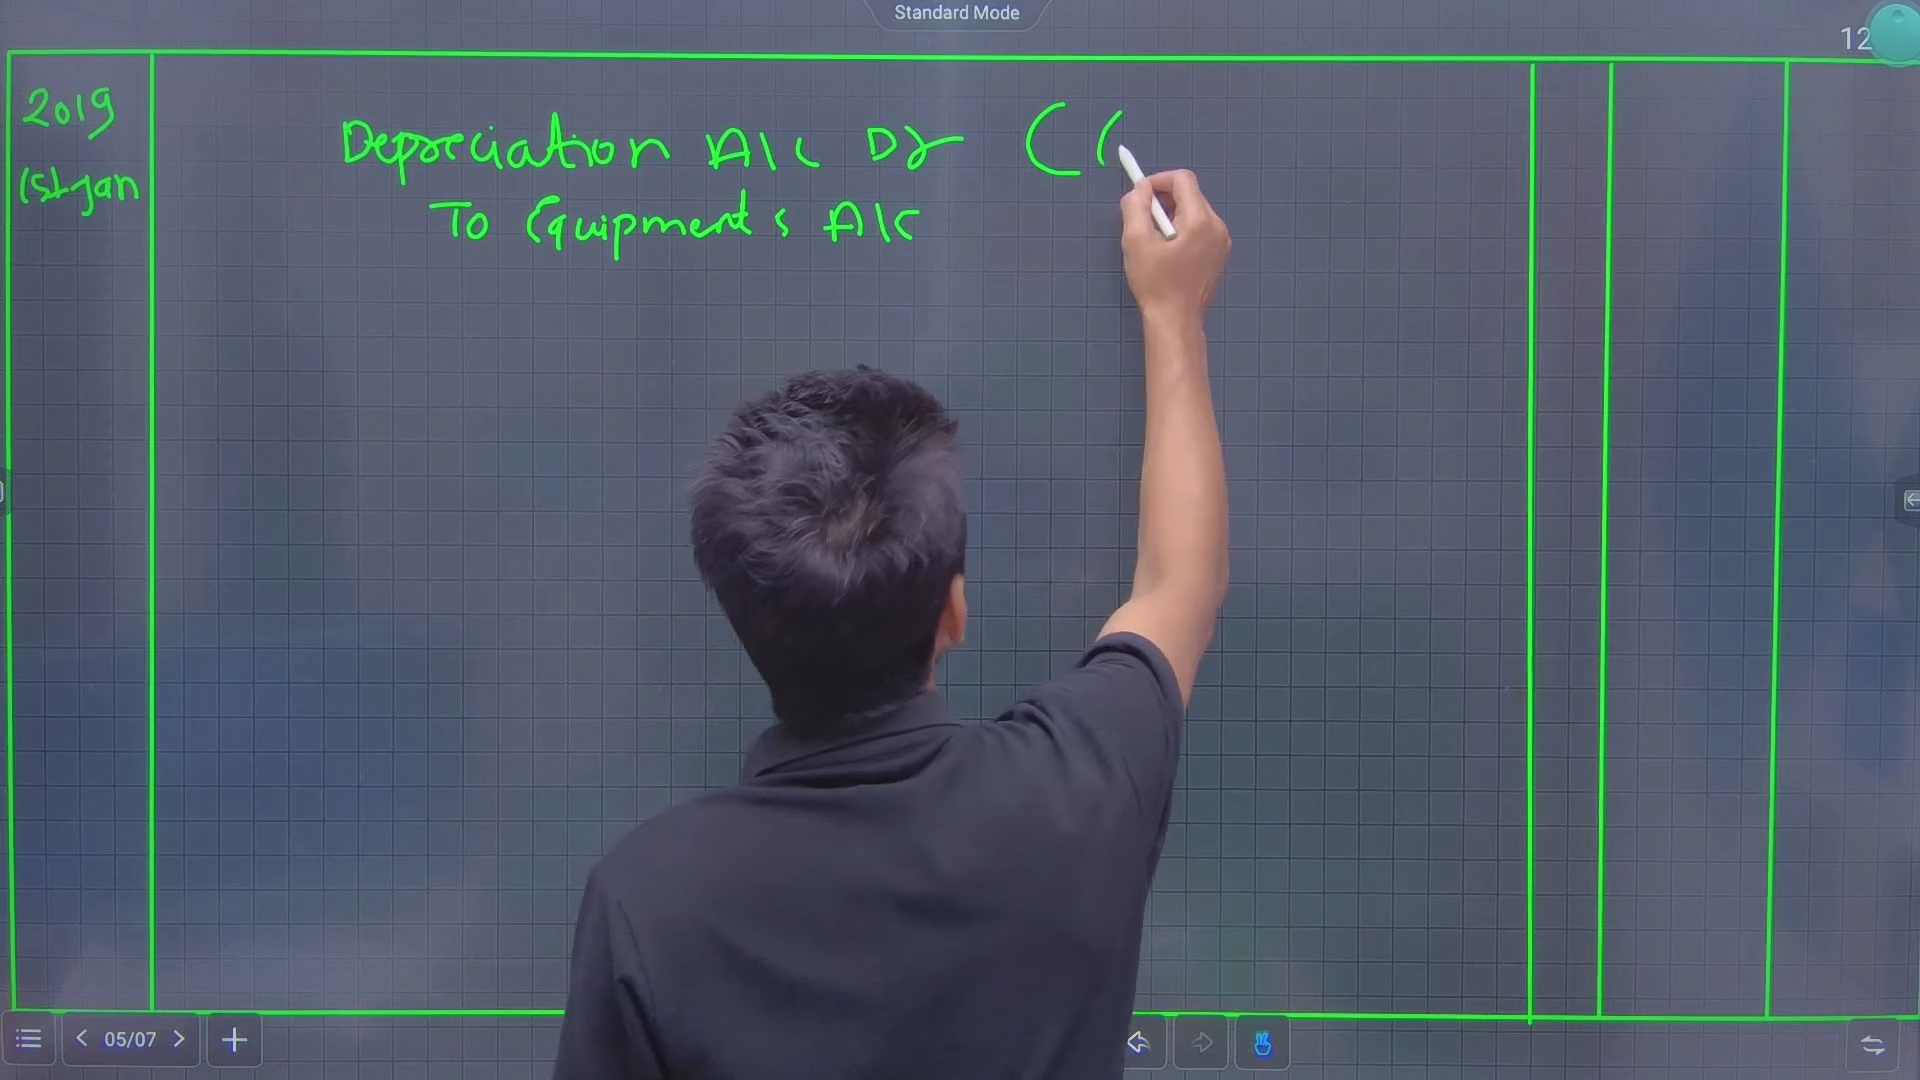 Standard Mode
12
2019
1st Jan
Depreciation A/c Dr ((
To Equipments A/c
05/07